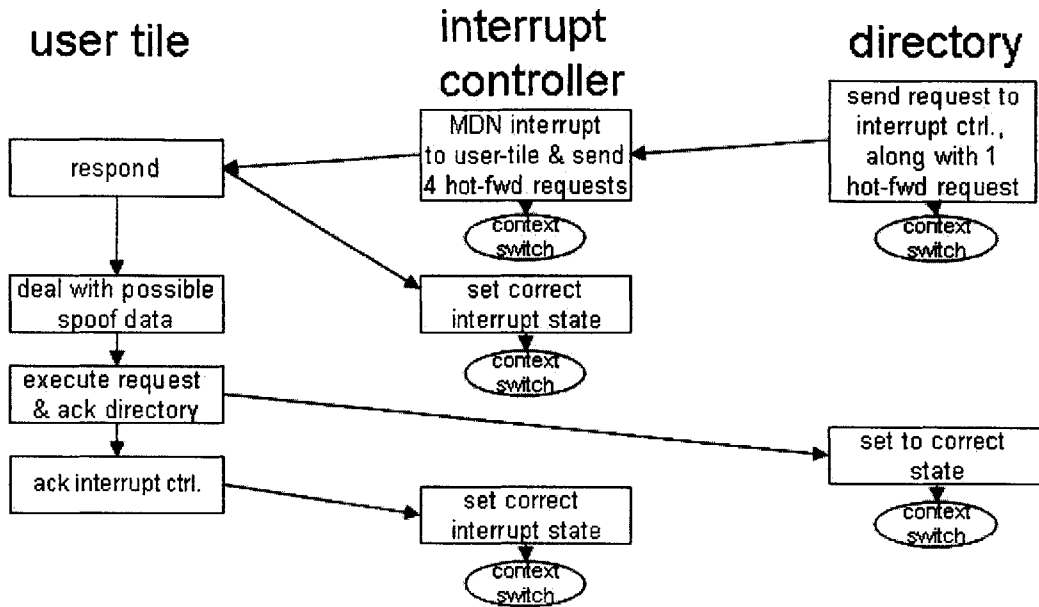 user tile
interrupt
controller
directory
respond
MDN interrupt
to user-tile & send
4 hot-fwd requests
send request to
interrupt ctrl.,
along with 1
hot-fwd request
context
switch
context
switch
deal with possible
spoof data
set correct
interrupt state
context
switch
execute request
& ack directory
set to correct
state
context
switch
ack interrupt ctrl.
set correct
interrupt state
context
switch